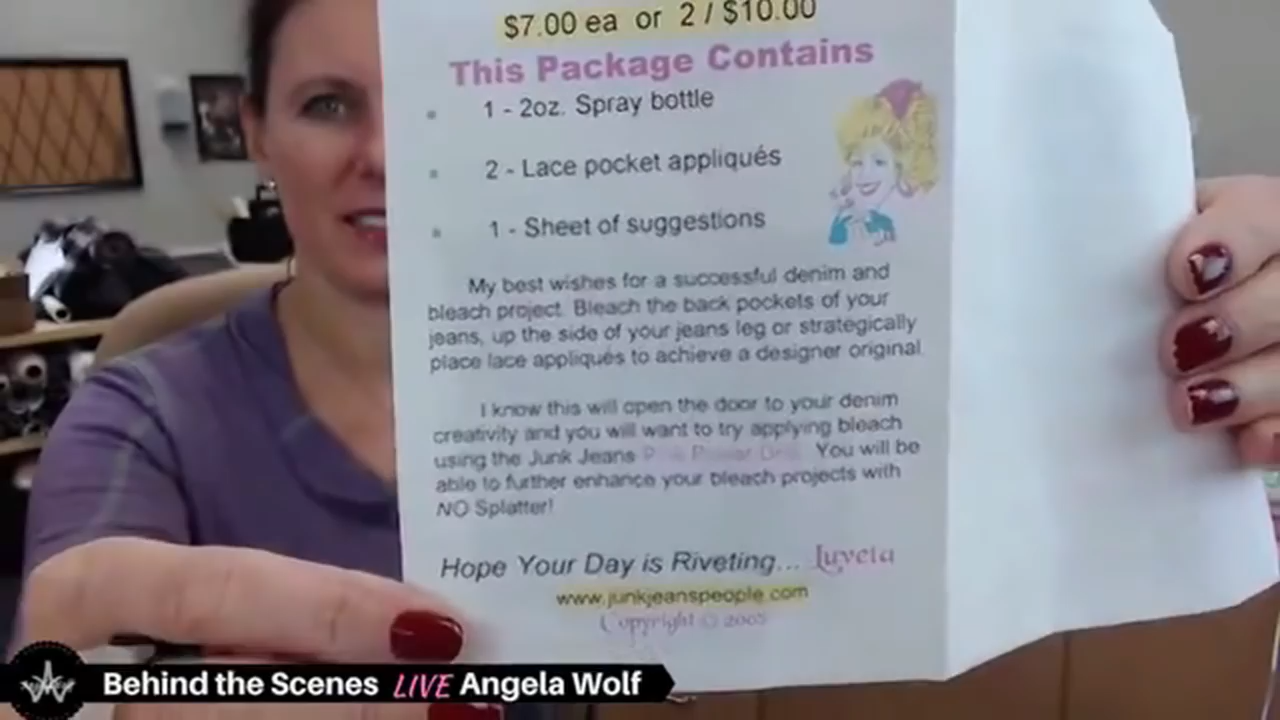 $7.00 ea or 2 / $10.00
This Package Contains
1 - 2oz. Spray bottle
2 - Lace pocket appliqués
1 - Sheet of suggestions
My best wishes for a successful denim and
bleach project. Bleach the back pockets of your
jeans, up the side of your jeans leg or strategically
place lace appliqués to achieve a designer original.
I know this will open the door to your denim
creativity and you will want to try applying bleach
using the Junk Jeans You will be
able to further enhance your bleach projects with
NO Splatter!
Hope Your Day is Riveting... Luveta
www.junkjeanspeople.com
Copyright ©
Behind the Scenes LIVE Angela Wolf